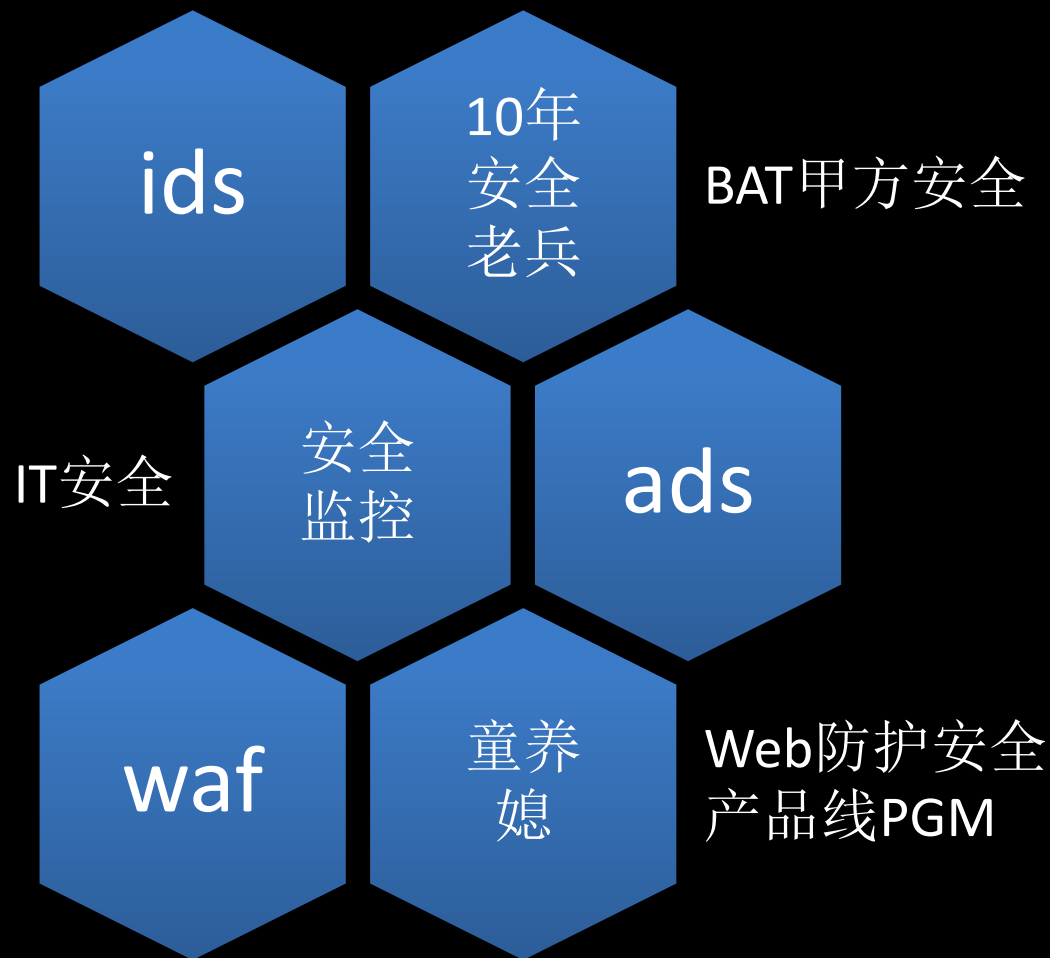 ids
10年
安全
老兵
BAT甲方安全
IT安全
安全
监控
ads
waf
童养
媳
Web防护安全
产品线PGM